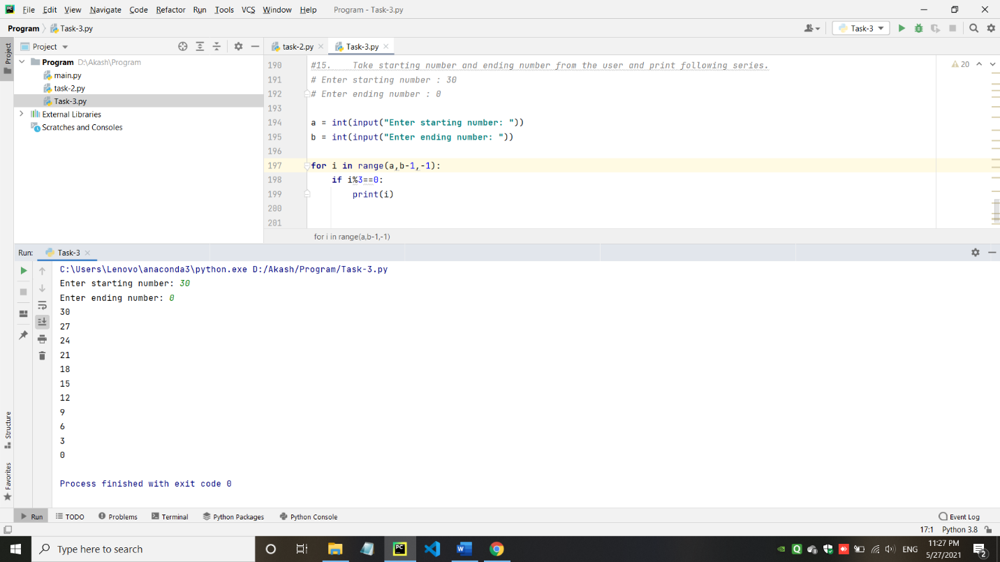 File Edit View Navigate Code Refactor Run Tools VCS Window Help Program - Task-3.py
Program Task-3.py Task-3
Project
Project
task-2.py Task-3.py
Program D:\Akash\Program
main.py
task-2.py
Task-3.py
External Libraries
Scratches and Consoles
20
190 #15. Take starting number and ending number from the user and print following series.
191 # Enter starting number : 30
192 # Enter ending number : 0
193
194 a = int(input("Enter starting number: "))
195 b = int(input("Enter ending number: "))
196
197 for i in range(a,b-1,-1):
198 if i%3==0:
199 print(i)
200
201
for i in range(a,b-1,-1)
Run: Task-3
C:\Users\Lenovo\anaconda3\python.exe D:/Akash/Program/Task-3.py
Enter starting number: 30
Enter ending number: 0
30
27
24
21
18
15
12
9
6
3
0
Process finished with exit code 0
Structure
Favorites
Run TODO Problems Terminal Python Packages Python Console Event Log
17:1 Python 3.8
Type here to search
PC
ENG
11:27 PM
5/27/2021
2